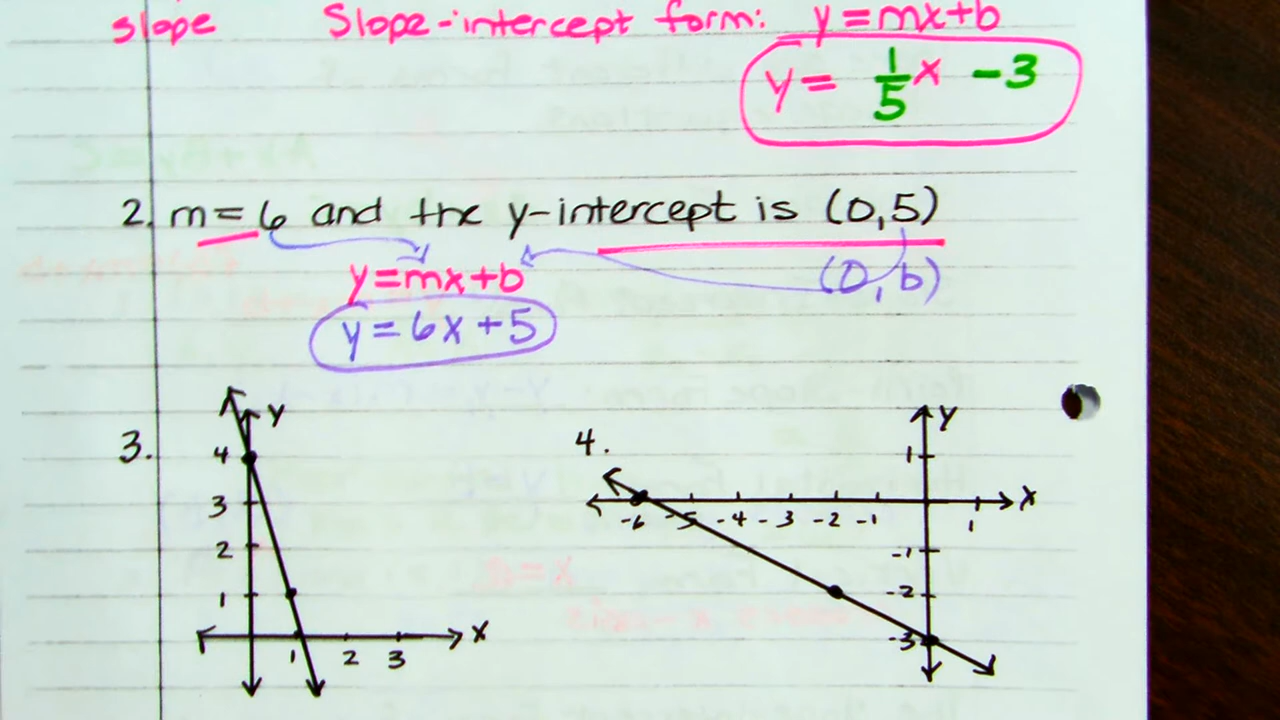 slope Slope-intercept form: y=mx+b
y = 1/5 x -3
2. m = 6 and the y-intercept is (0,5)
y=mx+b (0,b)
y = 6x +5
3. y 4 3 2 1 1 2 3 x
4. y 1 x -6 -5 -4 -3 -2 -1 1 -1 -2 -3